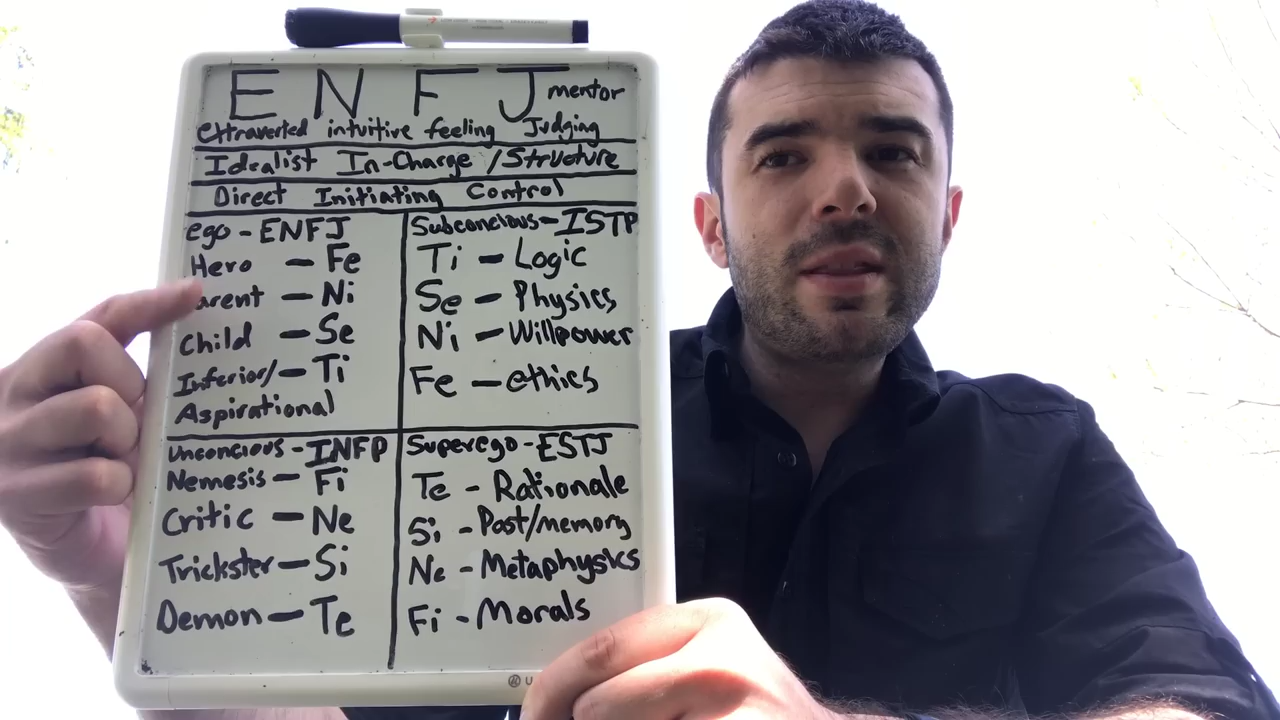 E N F J mentor
extraverted intuitive feeling Judging
Idealist In-Charge / Structure
Direct Initiating Control
ego - ENFJ
Hero - Fe
arent - Ni
Child - Se
Inferior/ - Ti
Aspirational
Subconcious - ISTP
Ti - Logic
Se - Physics
Ni - Willpower
Fe - ethics
Unconcious - INFP
Nemesis - Fi
Critic - Ne
Trickster - Si
Demon - Te
Superego - ESTJ
Te - Rationale
Si - Past/memory
Ne - Metaphysics
Fi - Morals